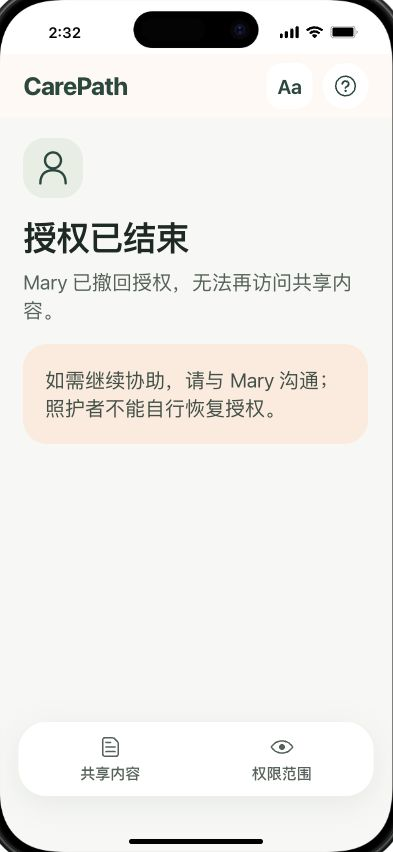 2:32
CarePath
Aa
?
授权已结束
Mary 已撤回授权，无法再访问共享内
容。
如需继续协助，请与 Mary 沟通；
照护者不能自行恢复授权。
共享内容
权限范围